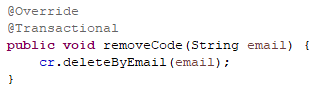 @Override
@Transactional
public void removeCode(String email) {
    cr.deleteByEmail(email);
}